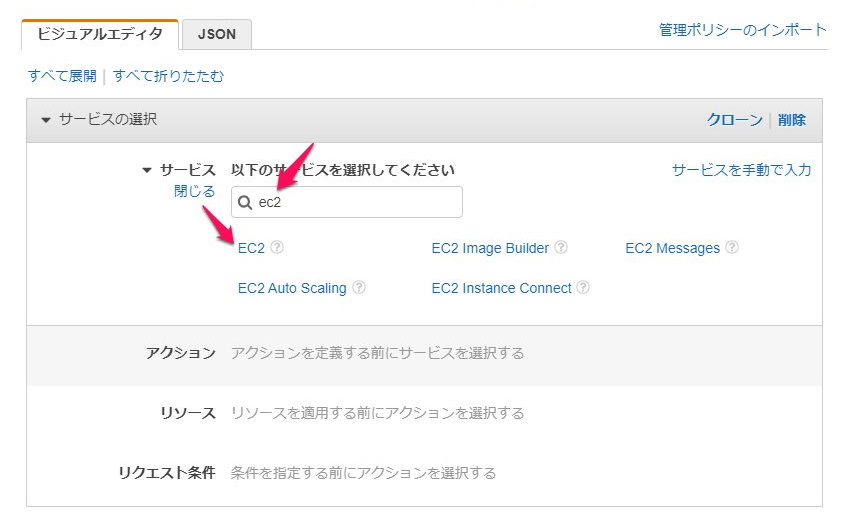 ビジュアルエディタ JSON 管理ポリシーのインポート
すべて展開 | すべて折りたたむ
サービスの選択 クローン | 削除
サービス 以下のサービスを選択してください サービスを手動で入力
閉じる
ec2
EC2 EC2 Image Builder EC2 Messages
EC2 Auto Scaling EC2 Instance Connect
アクション アクションを定義する前にサービスを選択する
リソース リソースを適用する前にアクションを選択する
リクエスト条件 条件を指定する前にアクションを選択する